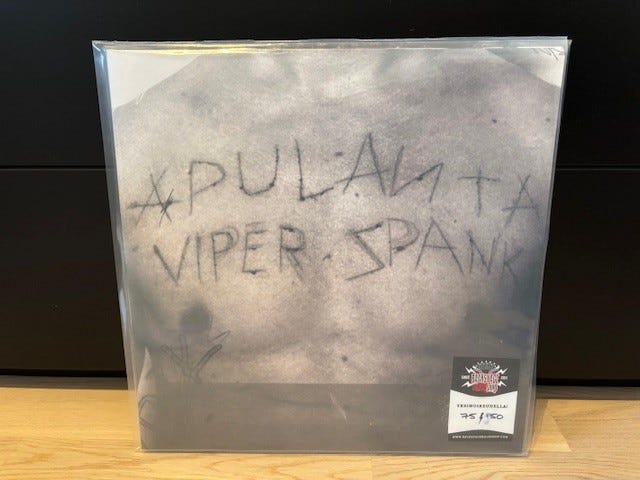 APULANTA
VIPER-SPANK
YKSINOIKEUDELLA!
75/150